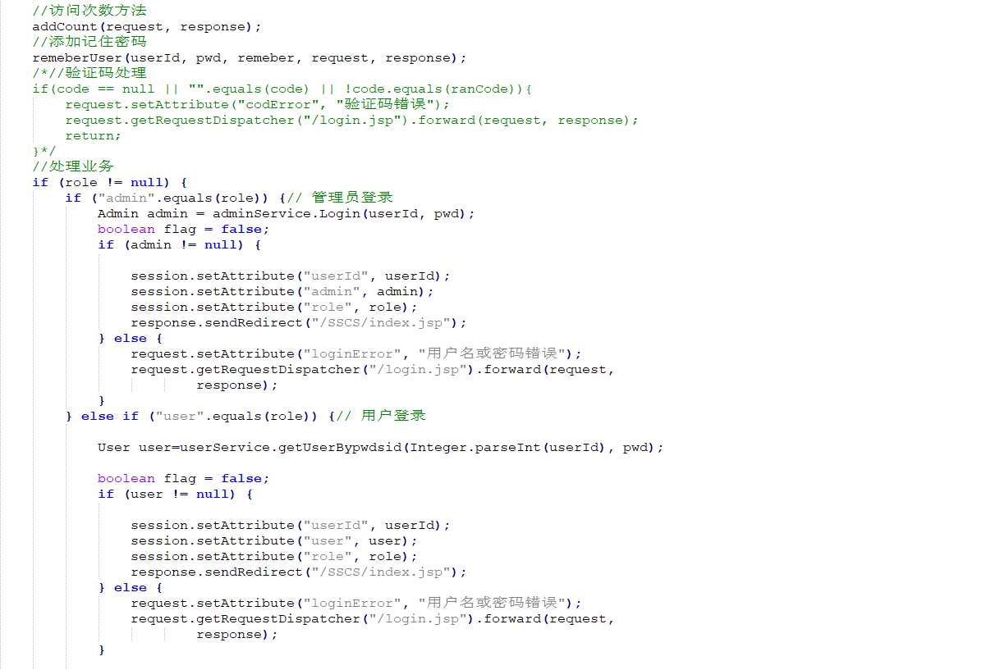 //访问次数方法
addCount(request, response);
//添加记住密码
remeberUser(userId, pwd, remeber, request, response);
/*//验证码处理
if(code == null || "".equals(code) || !code.equals(ranCode)){
    request.setAttribute("codError", "验证码错误");
    request.getRequestDispatcher("/login.jsp").forward(request, response);
    return;
}*/
//处理业务
if (role != null) {
    if ("admin".equals(role)) {// 管理员登录
        Admin admin = adminService.Login(userId, pwd);
        boolean flag = false;
        if (admin != null) {
            session.setAttribute("userId", userId);
            session.setAttribute("admin", admin);
            session.setAttribute("role", role);
            response.sendRedirect("/SSCS/index.jsp");
        } else {
            request.setAttribute("loginError", "用户名或密码错误");
            request.getRequestDispatcher("/login.jsp").forward(request,
                    response);
        }
    } else if ("user".equals(role)) {// 用户登录
        User user=userService.getUserBypwdsid(Integer.parseInt(userId), pwd);
        boolean flag = false;
        if (user != null) {
            session.setAttribute("userId", userId);
            session.setAttribute("user", user);
            session.setAttribute("role", role);
            response.sendRedirect("/SSCS/index.jsp");
        } else {
            request.setAttribute("loginError", "用户名或密码错误");
            request.getRequestDispatcher("/login.jsp").forward(request,
                    response);
        }